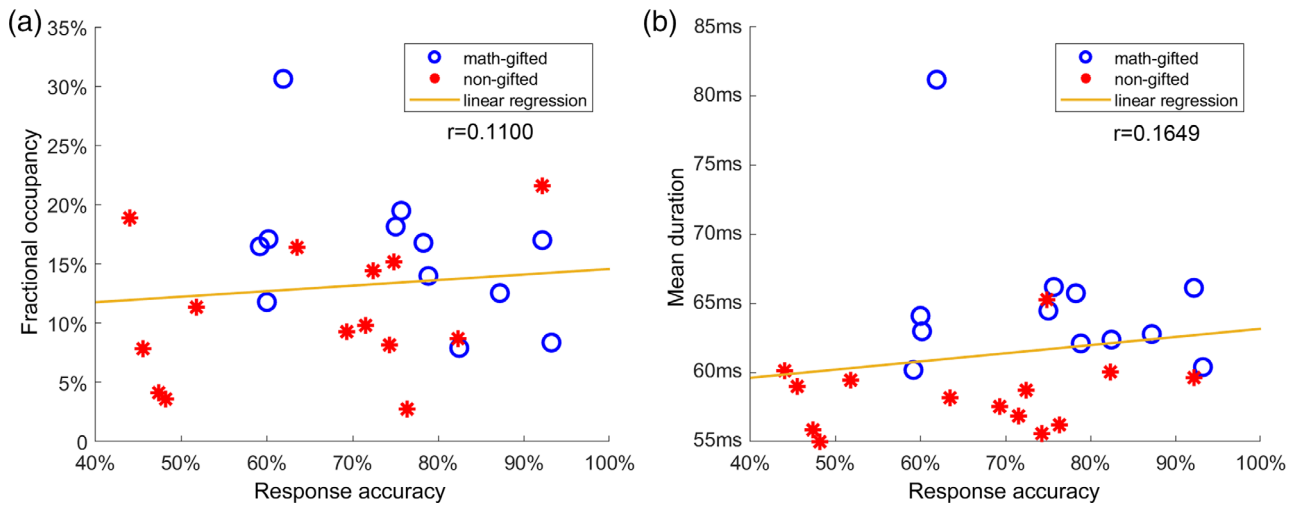 (a)
35%
30%
25%
20%
15%
10%
5%
0
Fractional occupancy
math-gifted
non-gifted
linear regression
r=0.1100
40% 50% 60% 70% 80% 90% 100%
Response accuracy
(b)
85ms
80ms
75ms
70ms
65ms
60ms
55ms
Mean duration
math-gifted
non-gifted
linear regression
r=0.1649
40% 50% 60% 70% 80% 90% 100%
Response accuracy